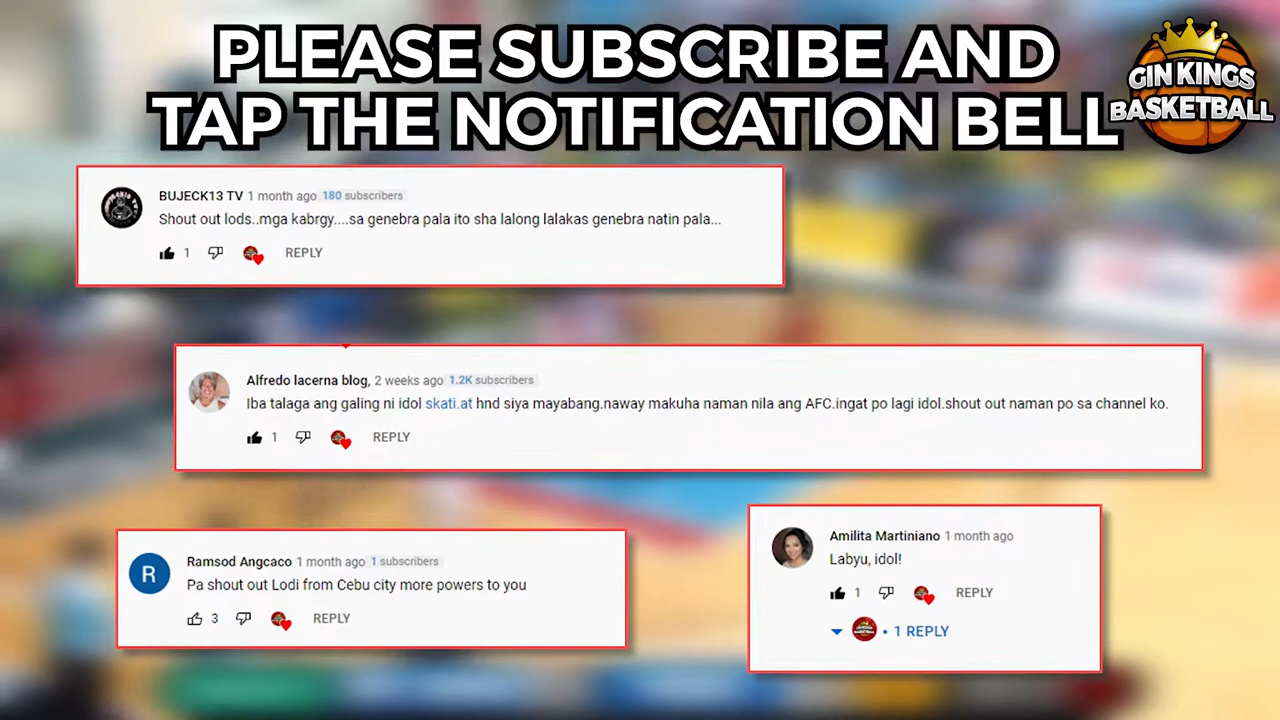 PLEASE SUBSCRIBE AND
TAP THE NOTIFICATION BELL
GIN KINGS
BASKETBALL
BUJECK13 TV 1 month ago 180 subscribers
Shout out lods..mga kabrgy....sa genebra pala ito sha lalong lalakas genebra natin pala...
1 REPLY
Alfredo lacerna blog, 2 weeks ago 1.2K subscribers
Iba talaga ang galing ni idol skati.at hnd siya mayabang.naway makuha naman nila ang AFC.ingat po lagi idol.shout out naman po sa channel ko.
1 REPLY
R
Ramsod Angcaco 1 month ago 1 subscribers
Pa shout out Lodi from Cebu city more powers to you
3 REPLY
Amilita Martiniano 1 month ago
Labyu, idol!
1 REPLY
• 1 REPLY